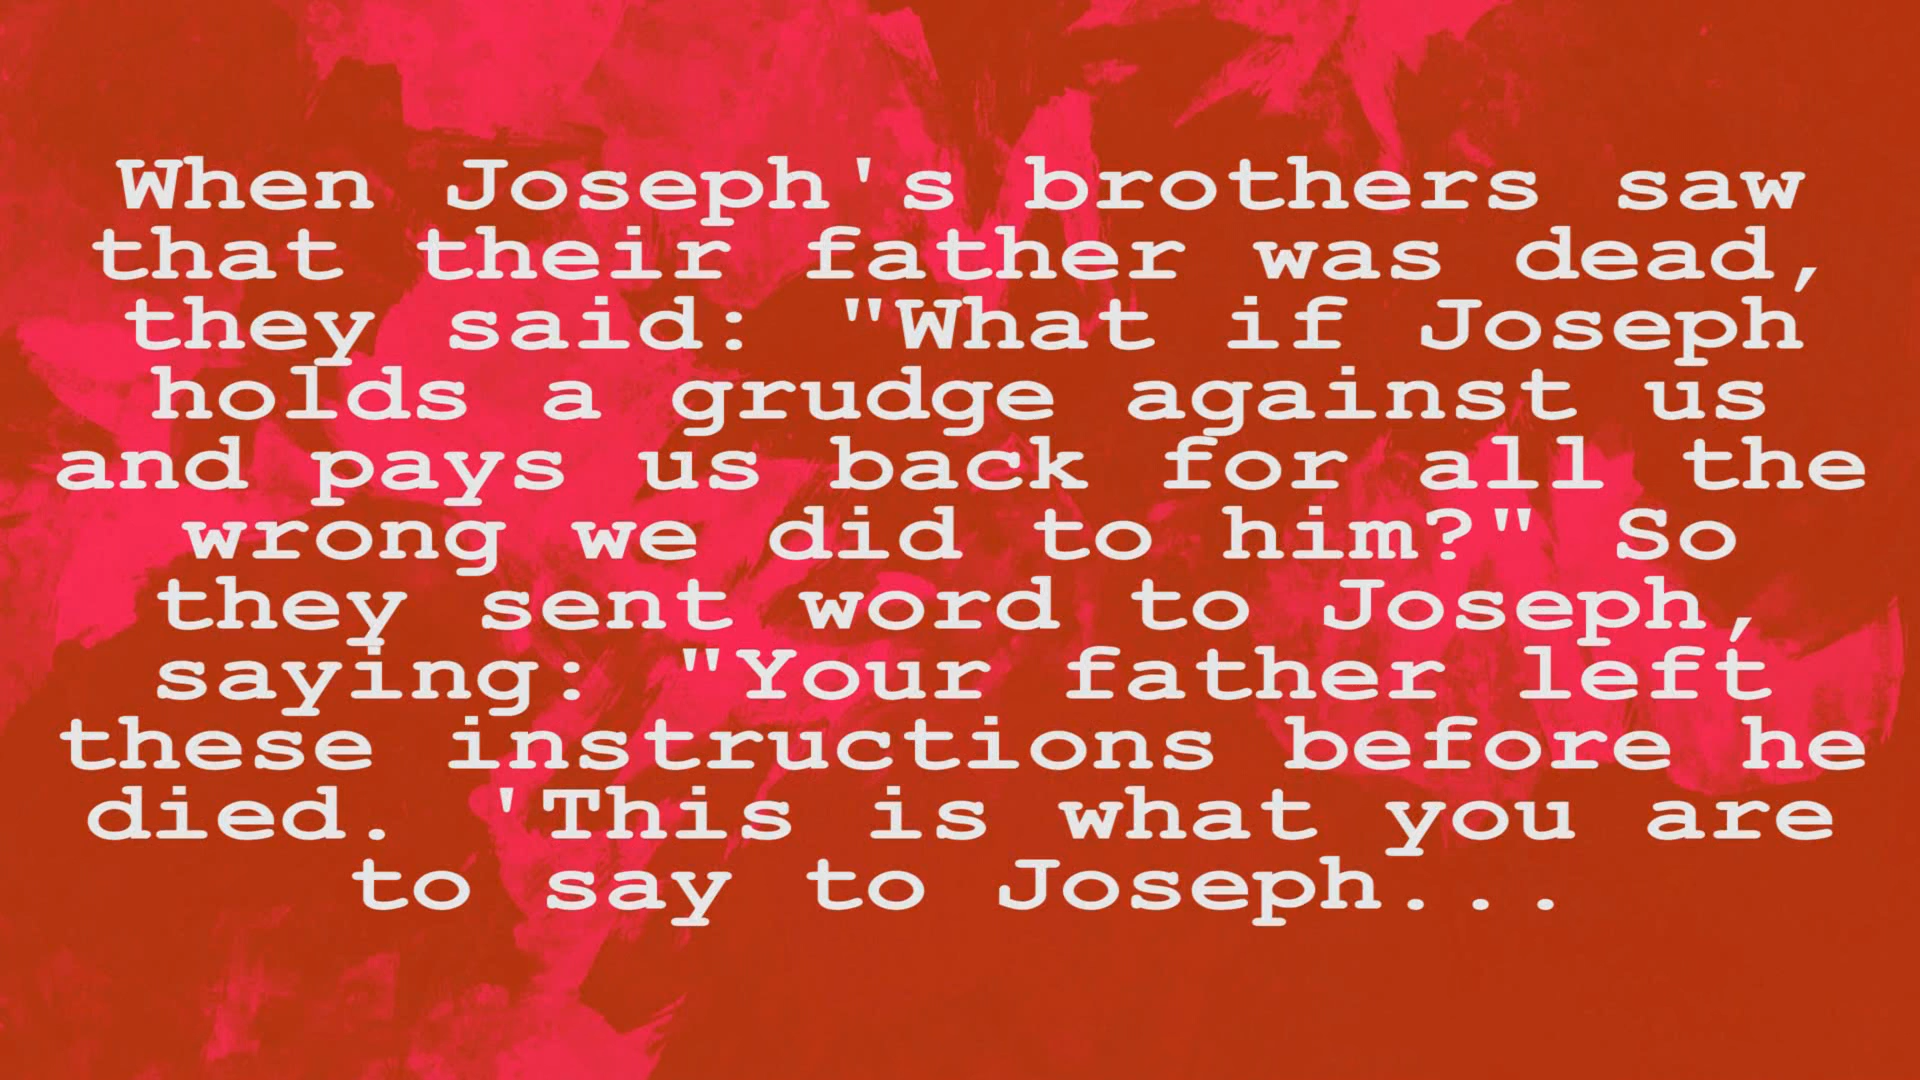 When Joseph's brothers saw
that their father was dead,
they said: "What if Joseph
holds a grudge against us
and pays us back for all the
wrong we did to him?" So
they sent word to Joseph,
saying: "Your father left
these instructions before he
died. 'This is what you are
to say to Joseph...